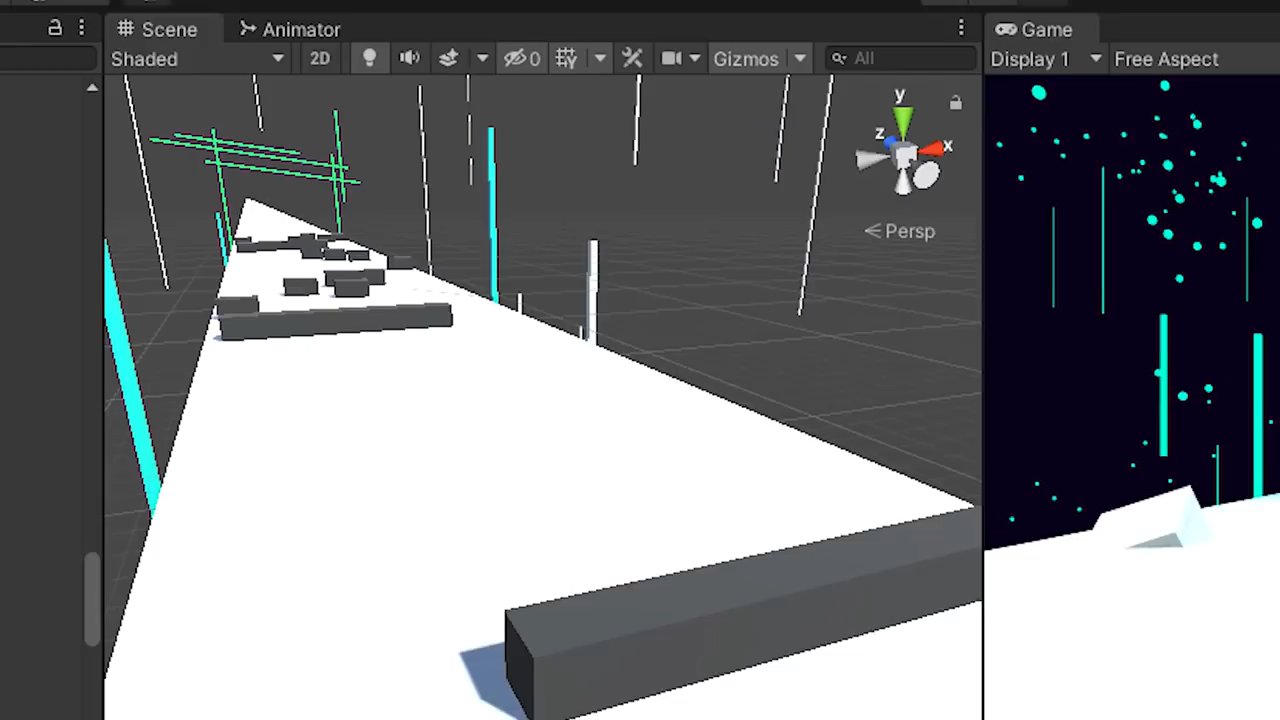 Scene Animator Game
Shaded 2D 0 Gizmos All Display 1 Free Aspect
y
z x
Persp